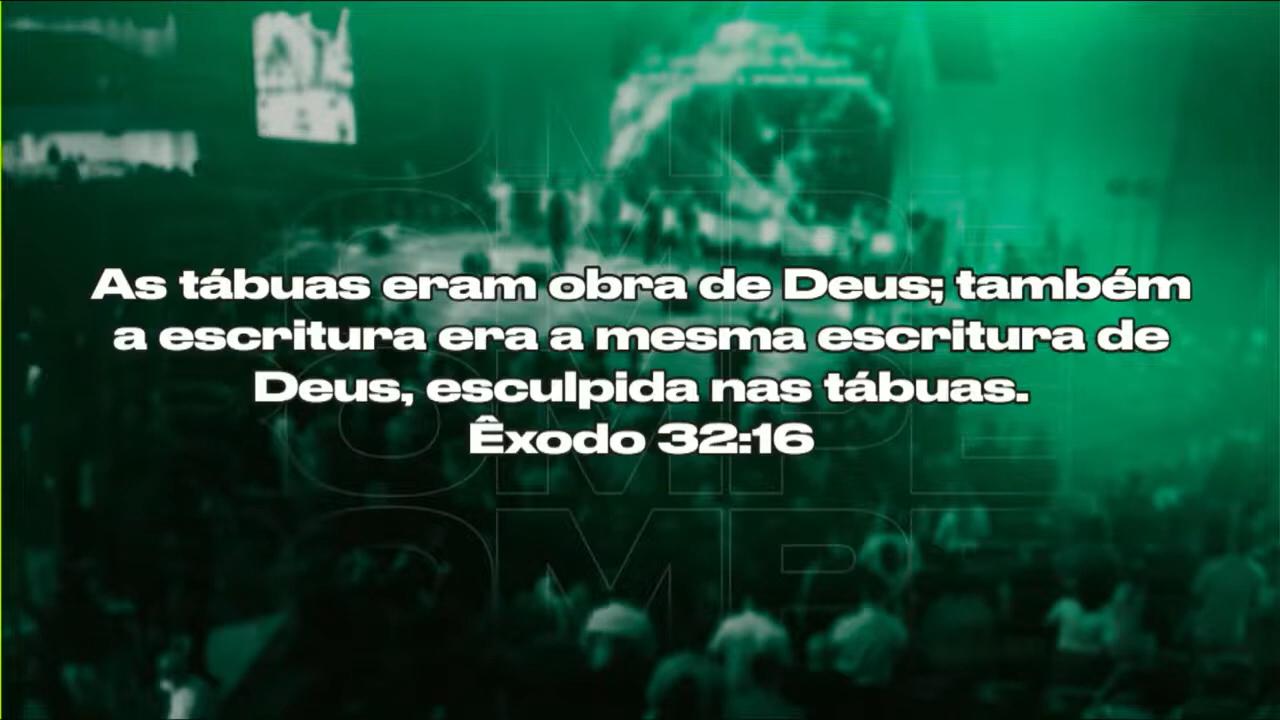 As tábuas eram obra de Deus; também
a escritura era a mesma escritura de
Deus, esculpida nas tábuas.
Êxodo 32:16